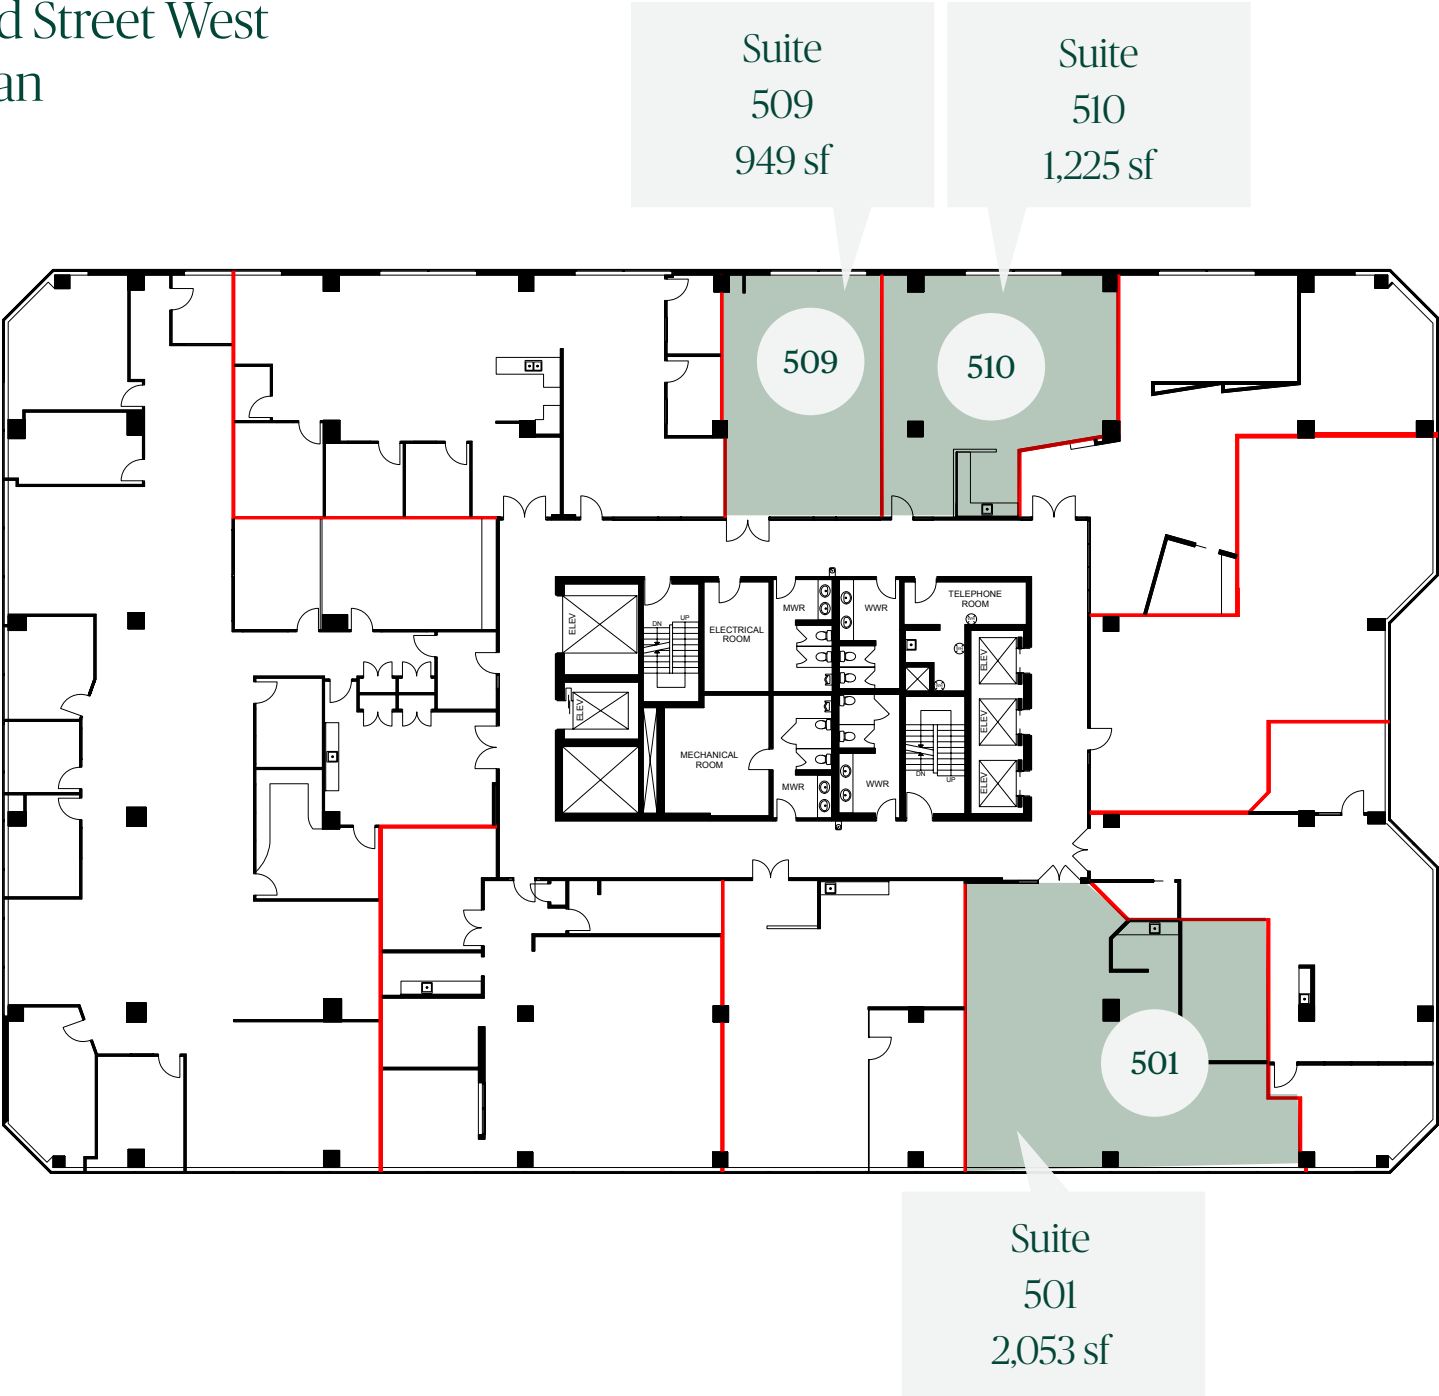 d Street West
an
Suite
509
949 sf
Suite
510
1,225 sf
509
510
ELEV
DN
UP
ELECTRICAL
ROOM
MWR
WWR
TELEPHONE
ROOM
ELEV
ELEV
MECHANICAL
ROOM
MWR
WWR
DN
UP
ELEV
ELEV
501
Suite
501
2,053 sf